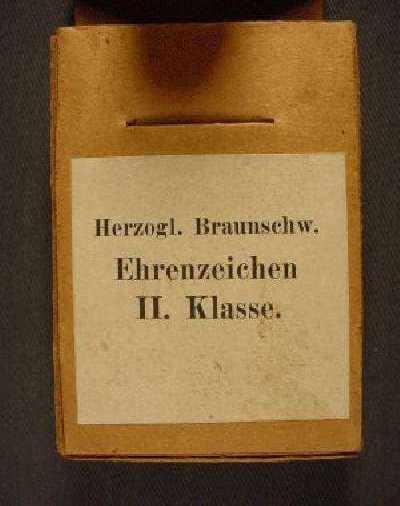 Herzogl. Braunschw.
Ehrenzeichen
II. Klasse.